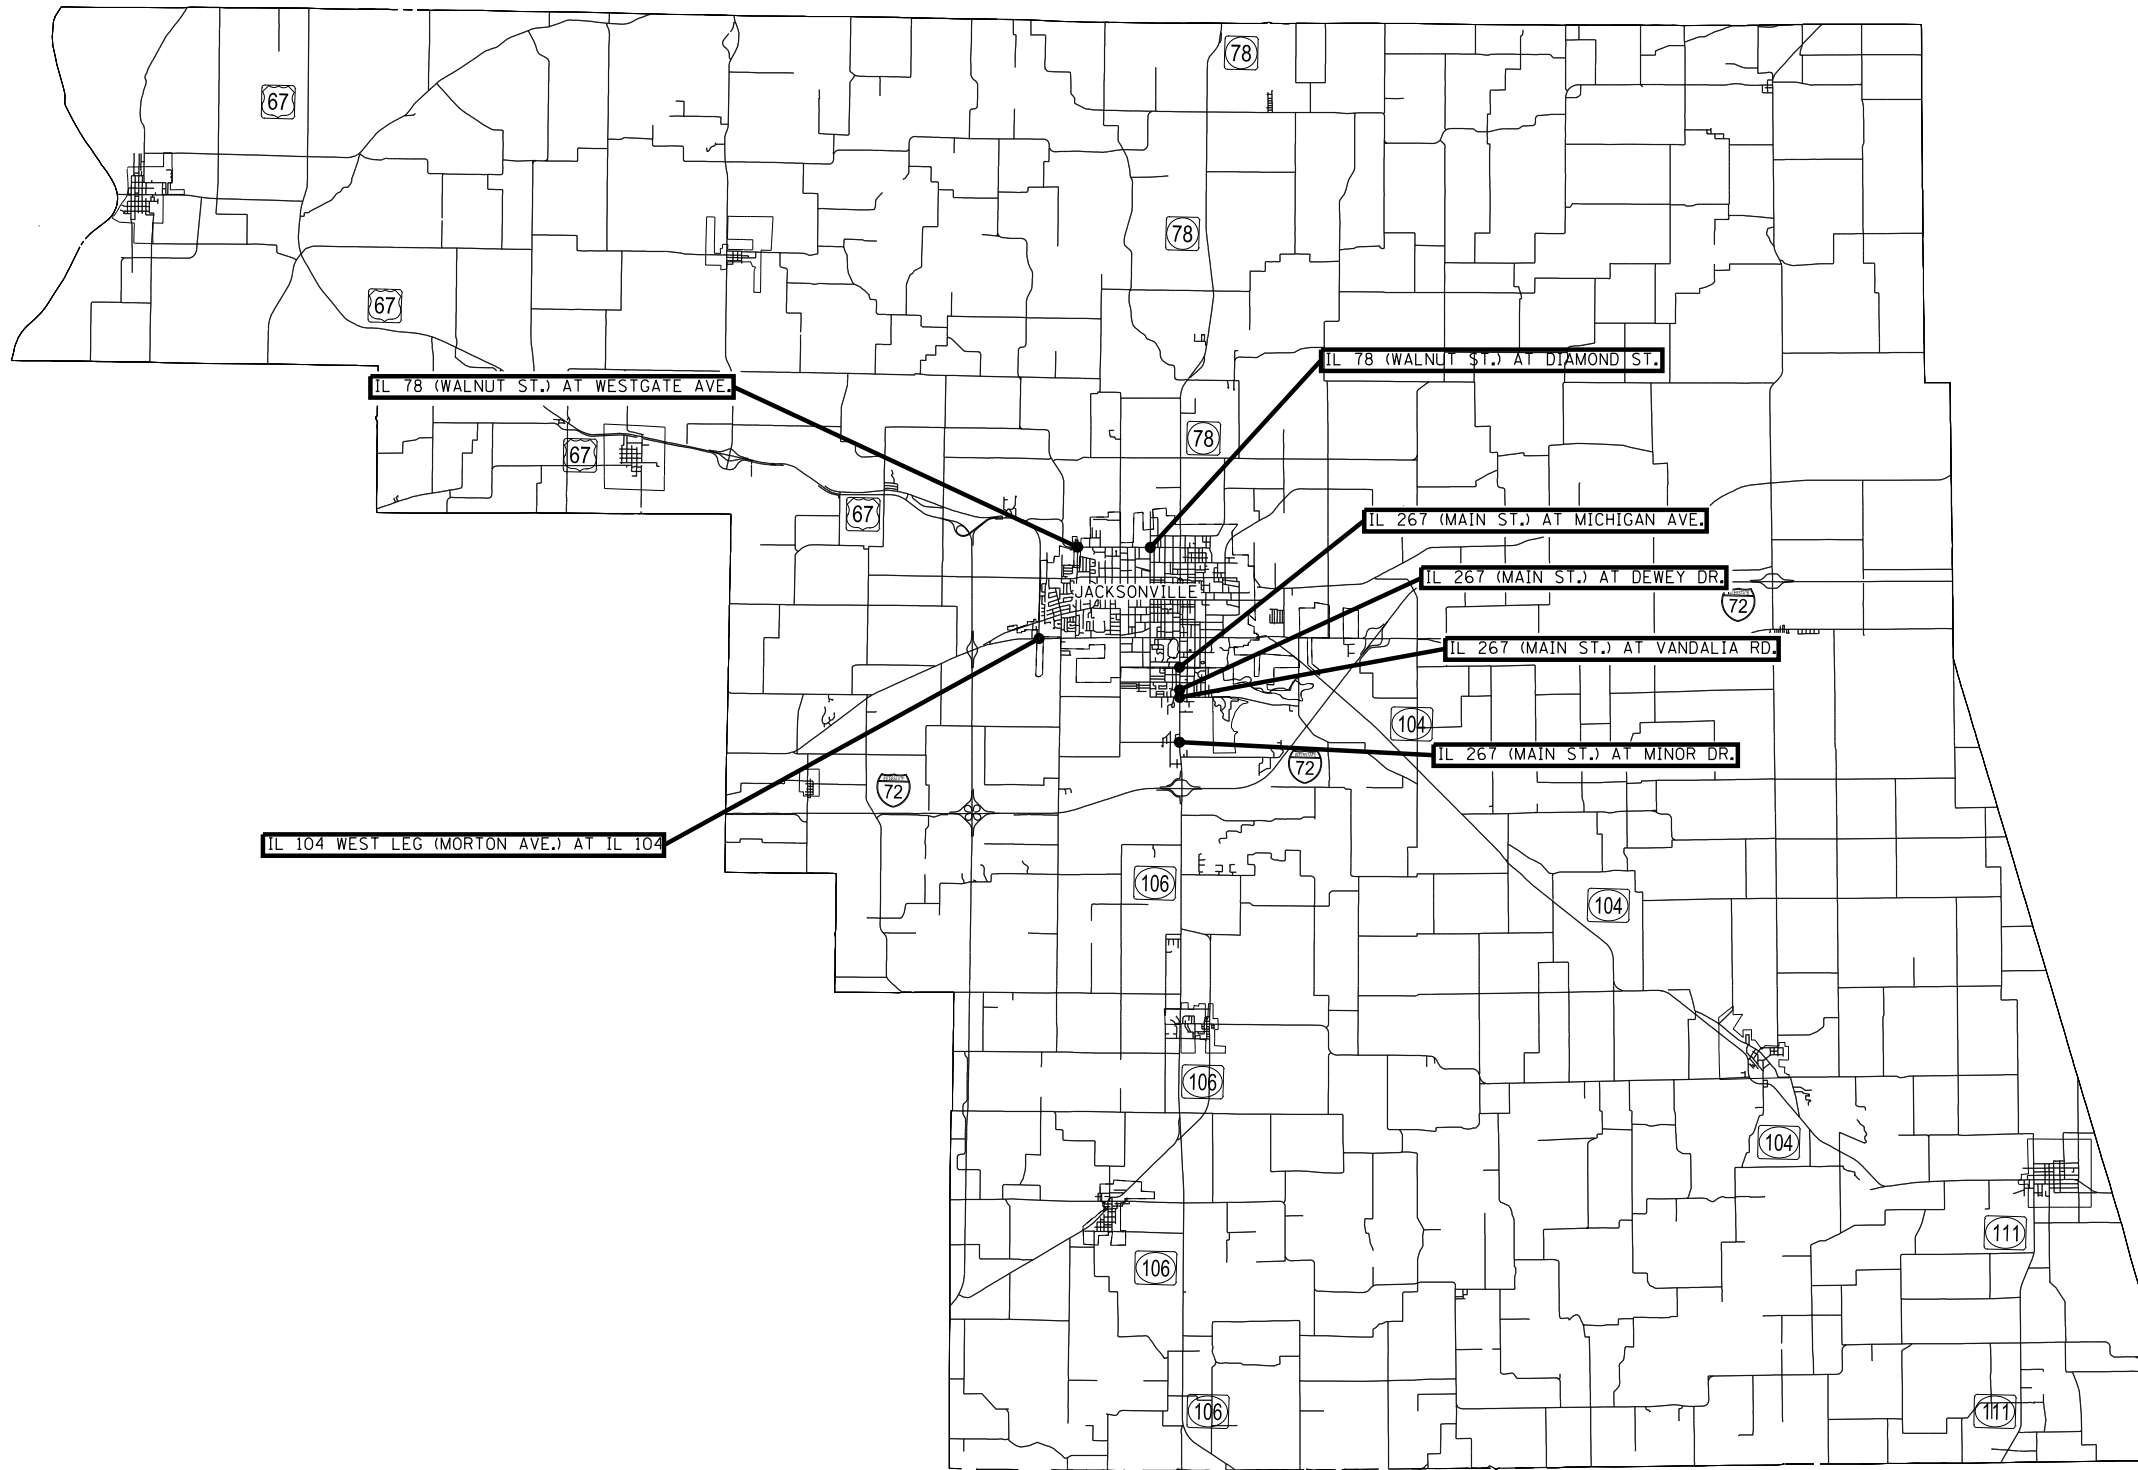 78
67
78
67
IL 78 (WALNUT ST.) AT DIAMOND ST.
IL 78 (WALNUT ST.) AT WESTGATE AVE.
78
67
67
IL 267 (MAIN ST.) AT MICHIGAN AVE.
IL 267 (MAIN ST.) AT DEWEY DR.
JACKSONVILLE
72
IL 267 (MAIN ST.) AT VANDALIA RD.
104
IL 267 (MAIN ST.) AT MINOR DR.
72
72
IL 104 WEST LEG (MORTON AVE.) AT IL 104
106
104
106
104
111
106
106
111